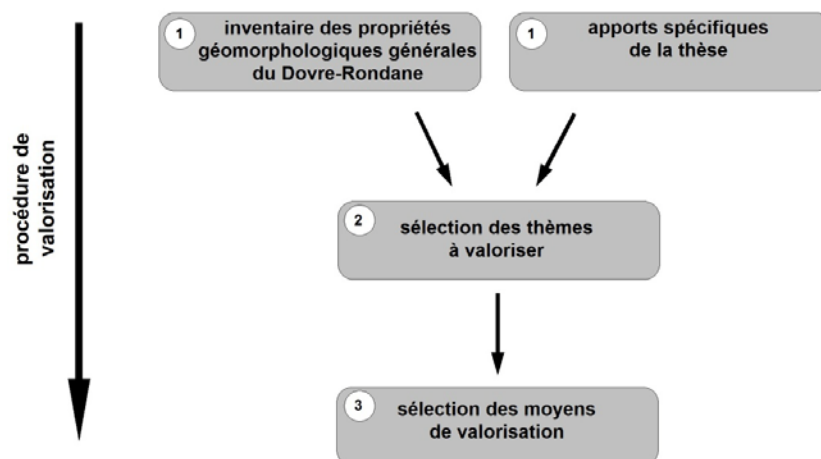 1
inventaire des propriétés
géomorphologiques générales
du Dovre-Rondane
1
apports spécifiques
de la thèse
procédure de
valorisation
2
sélection des thèmes
à valoriser
3
sélection des moyens
de valorisation